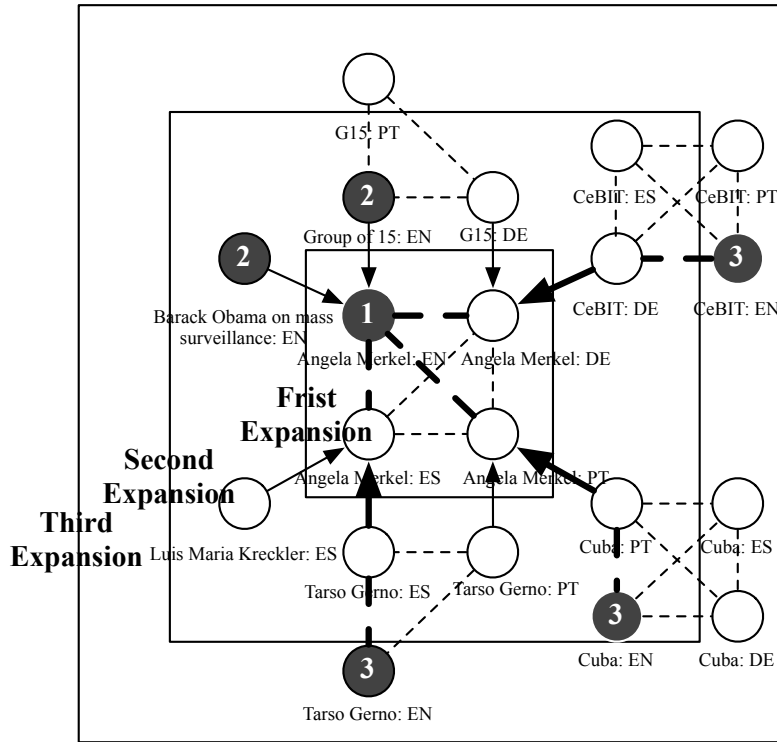 G15: PT
CeBIT: ES
CeBIT: PT
2
Group of 15: EN
G15: DE
2
3
CeBIT: DE
CeBIT: EN
Barack Obama on mass
surveillance: EN
1
Angela Merkel: EN
Angela Merkel: DE
Frist
Expansion
Angela Merkel: ES
Angela Merkel: PT
Second
Expansion
Third
Expansion
Luis Maria Kreckler: ES
Cuba: PT
Cuba: ES
Tarso Gerno: ES
Tarso Gerno: PT
3
Cuba: EN
Cuba: DE
3
Tarso Gerno: EN